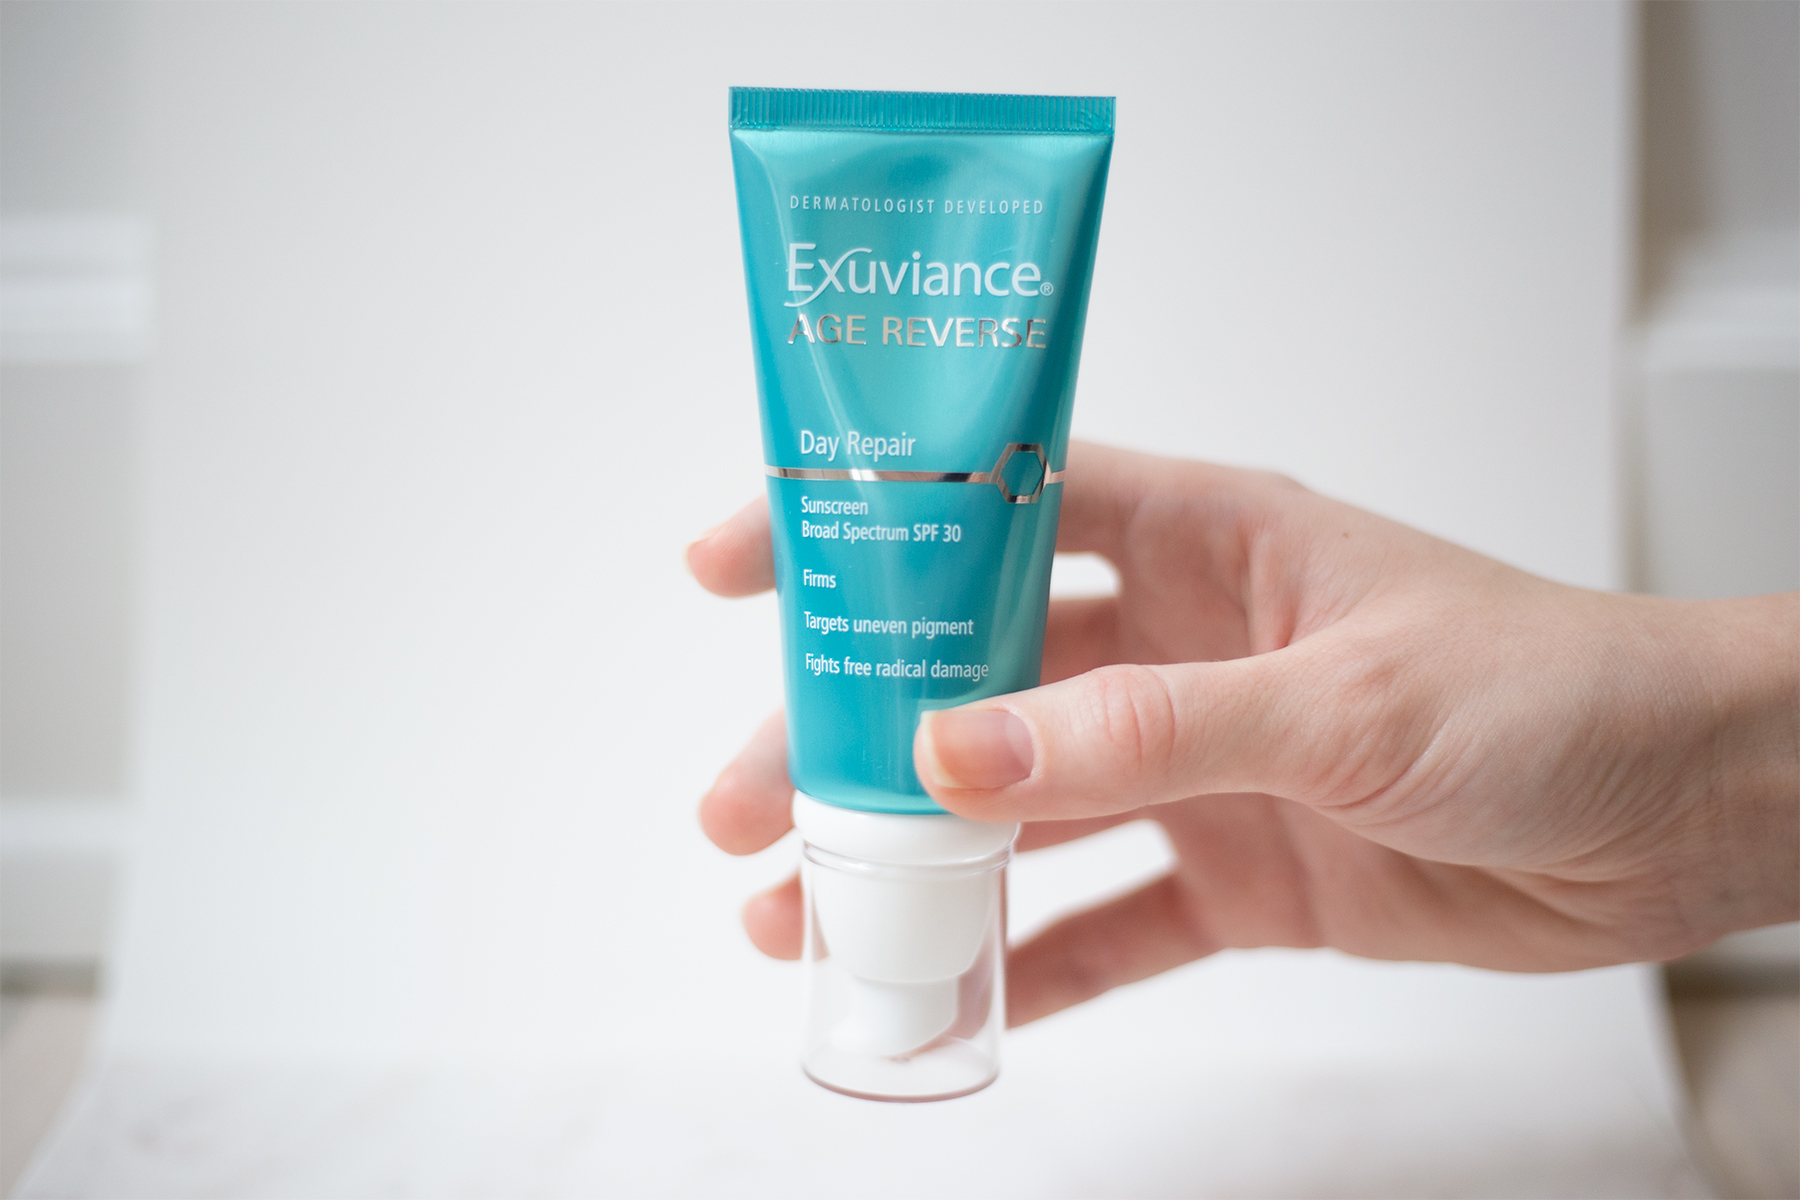 DERMATOLOGIST DEVELOPED
Exuviance®
AGE REVERSE
Day Repair
Sunscreen
Broad Spectrum SPF 30
Firms
Targets uneven pigment
Fights free radical damage